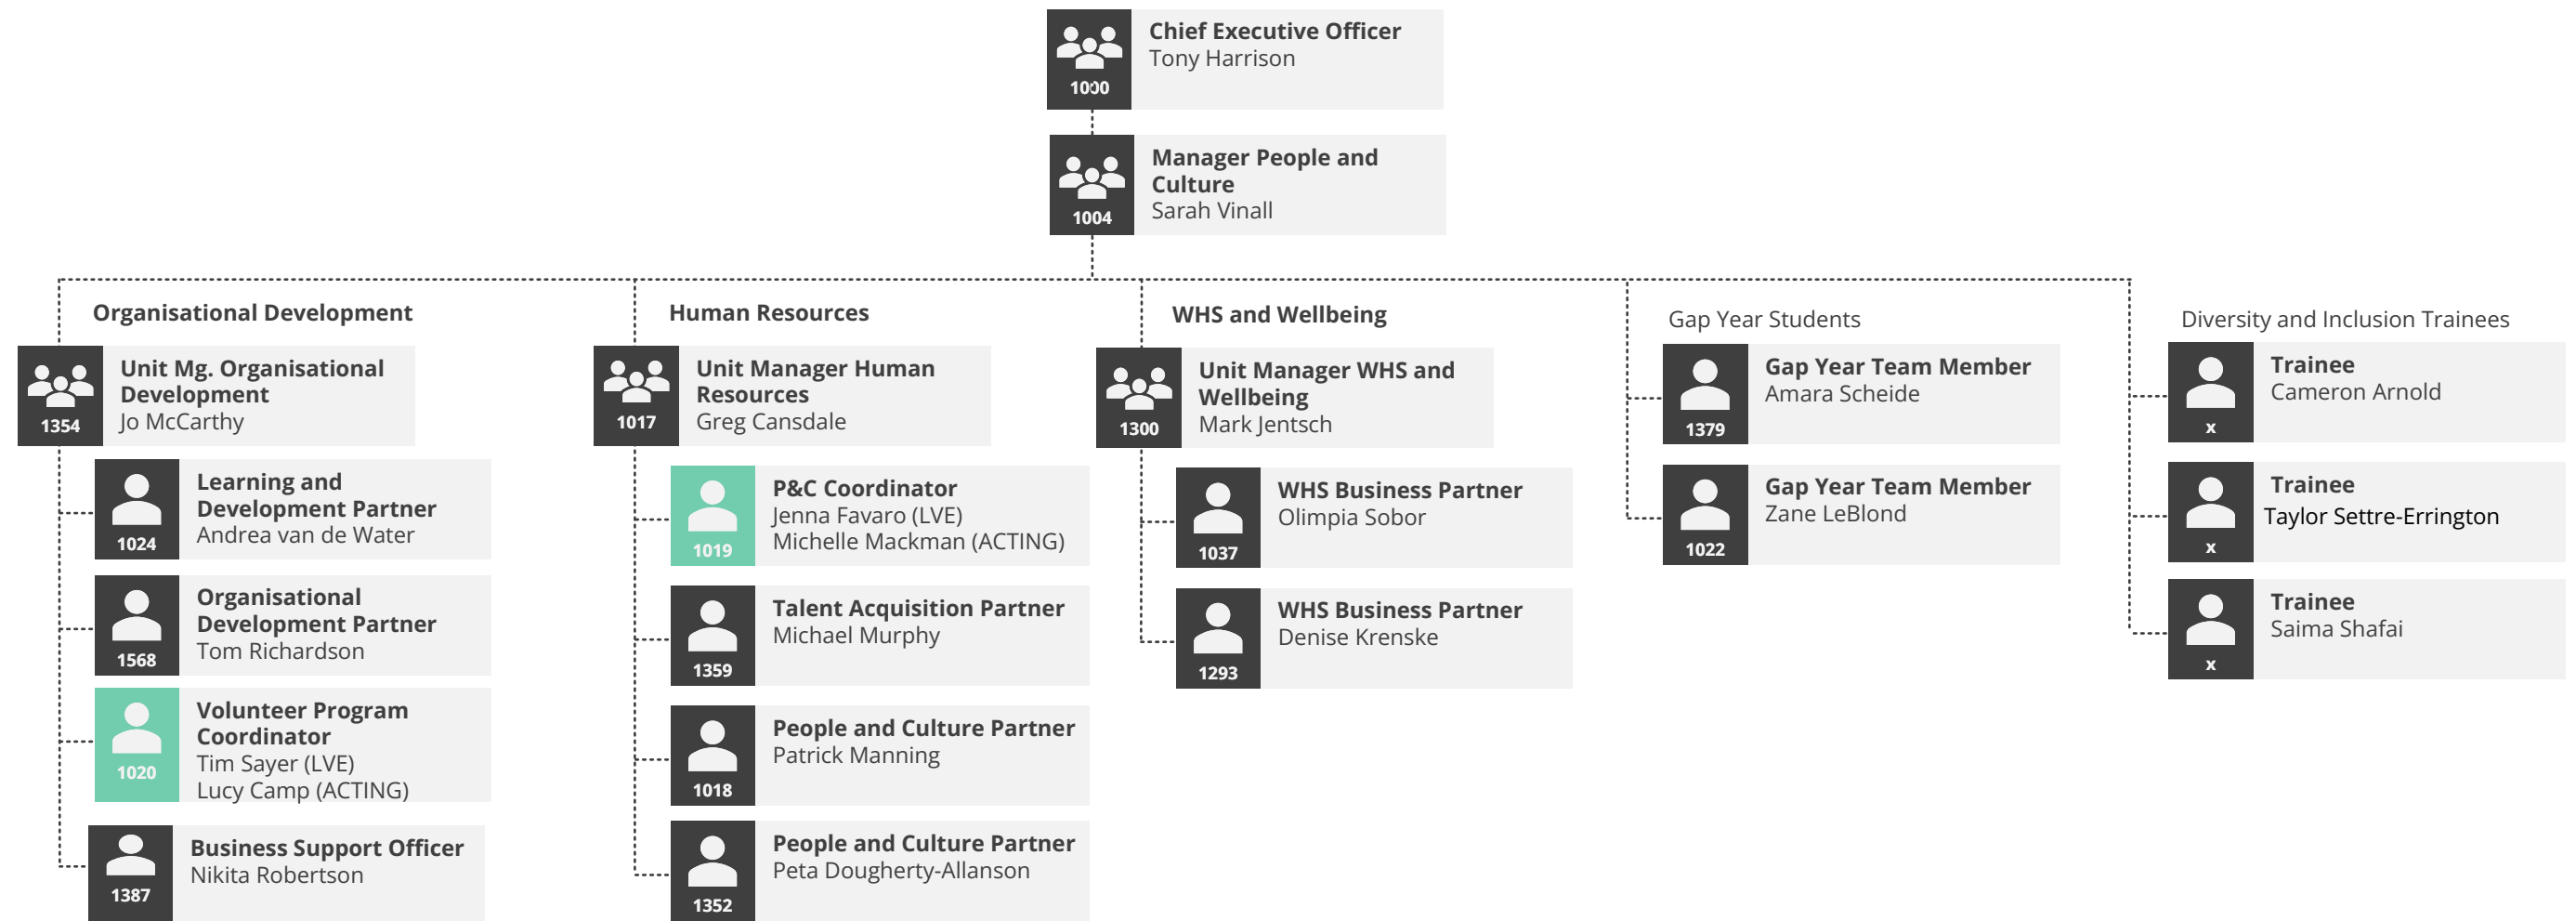 Chief Executive Officer
Tony Harrison
1000
Manager People and
Culture
Sarah Vinall
1004
Organisational Development
Unit Mg. Organisational
Development
Jo McCarthy
1354
Learning and
Development Partner
Andrea van de Water
1024
Organisational
Development Partner
Tom Richardson
1568
Volunteer Program
Coordinator
Tim Sayer (LVE)
Lucy Camp (ACTING)
1020
Business Support Officer
Nikita Robertson
1387
Human Resources
Unit Manager Human
Resources
Greg Cansdale
1017
P&C Coordinator
Jenna Favaro (LVE)
Michelle Mackman (ACTING)
1019
Talent Acquisition Partner
Michael Murphy
1359
People and Culture Partner
Patrick Manning
1018
People and Culture Partner
Peta Dougherty-Allanson
1352
WHS and Wellbeing
Unit Manager WHS and
Wellbeing
Mark Jentsch
1300
WHS Business Partner
Olimpia Sobor
1037
WHS Business Partner
Denise Krenske
1293
Gap Year Students
Gap Year Team Member
Amara Scheide
1379
Gap Year Team Member
Zane LeBlond
1022
Diversity and Inclusion Trainees
Trainee
Cameron Arnold
x
Trainee
Taylor Settre-Errington
x
Trainee
Saima Shafai
x